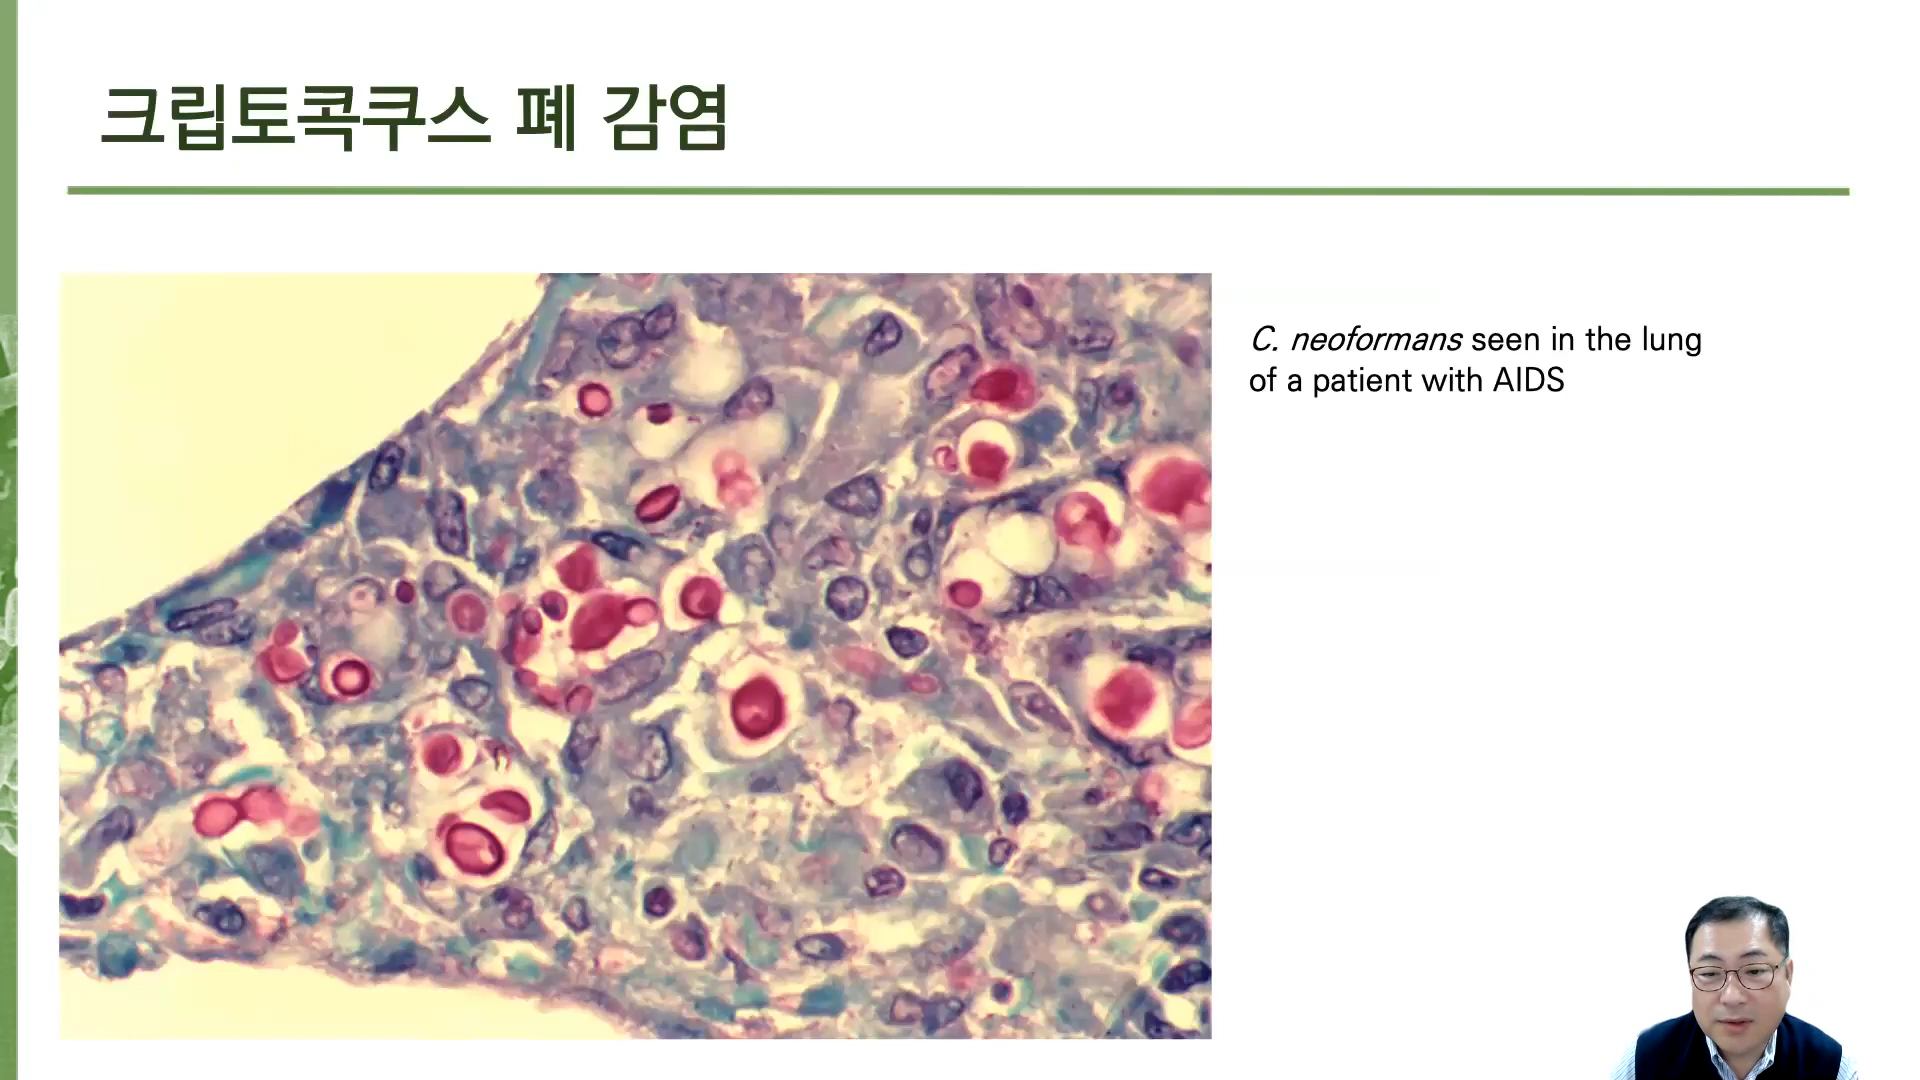 크립토콕쿠스 폐 감염
C. neoformans seen in the lung
of a patient with AIDS